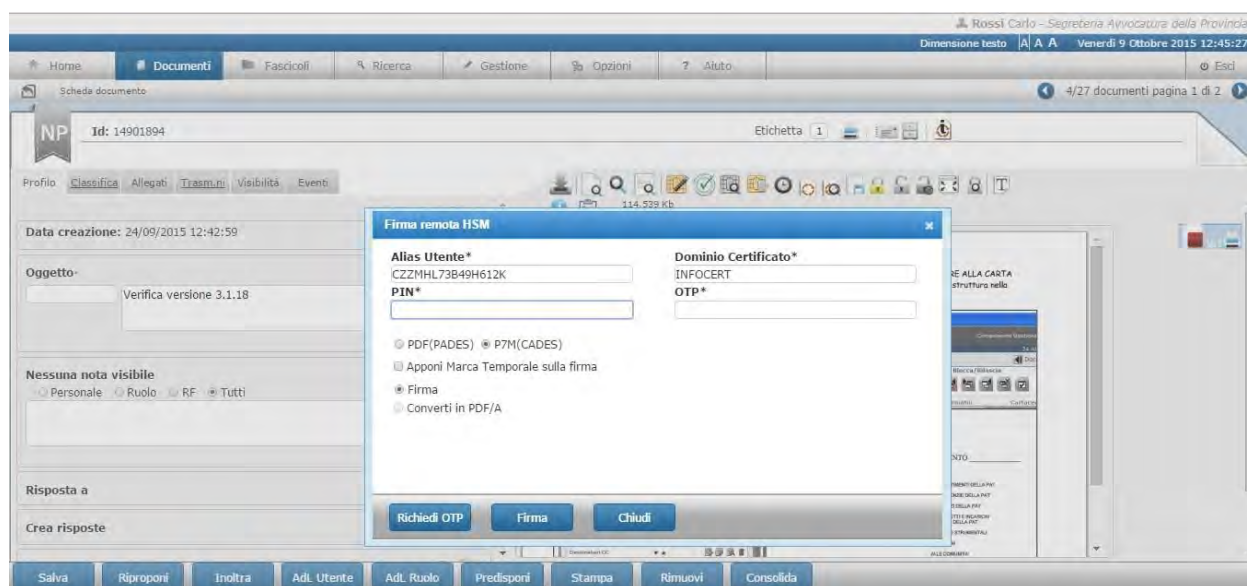 Rossi Carlo - Segreteria Avvocatura della Provincia
Dimensione testo A A A Venerdì 9 Ottobre 2015 12:45:27
Home Documenti Fascicoli Ricerca Gestione Opzioni ? Aiuto Esci
Scheda documento 4/27 documenti pagina 1 di 2
NP Id: 14901894 Etichetta 1
Profilo Classifica Allegati Trasm.ni Visibilità Eventi
114.539 Kb
Data creazione: 24/09/2015 12:42:59
Oggetto*
Verifica versione 3.1.18
Nessuna nota visibile
Personale Ruolo RF Tutti
Risposta a
Crea risposte
Firma remota HSM
Alias Utente* Dominio Certificato*
CZZMHL73B49H612K INFOCERT
PIN* OTP*
PDF(PADES) P7M(CADES)
Apponi Marca Temporale sulla firma
Firma
Converti in PDF/A
Richiedi OTP Firma Chiudi
RE ALLA CARTA
struttura nella
Salva Riproponi Inoltra AdL Utente AdL Ruolo Predisponi Stampa Rimuovi Consolida